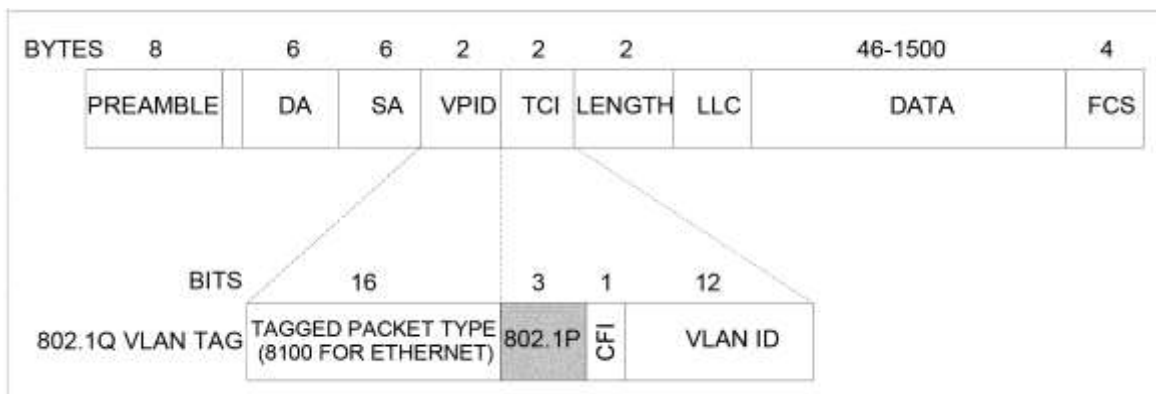 BYTES 8 6 6 2 2 2 46-1500 4
PREAMBLE DA SA VPID TCI LENGTH LLC DATA FCS
BITS 16 3 1 12
802.1Q VLAN TAG TAGGED PACKET TYPE (8100 FOR ETHERNET) 802.1P CFI VLAN ID